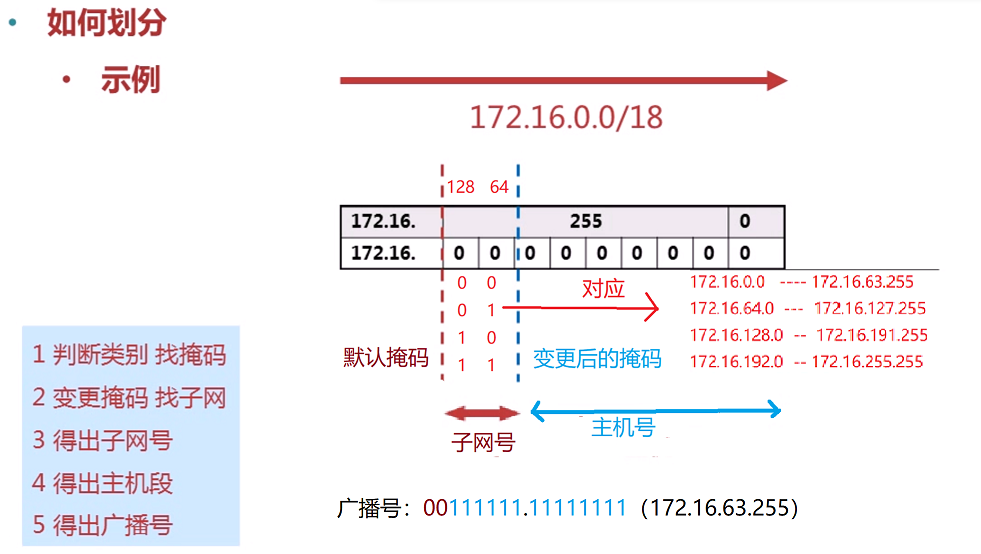 如何划分
示例
172.16.0.0/18
128 64
172.16. 255 0
172.16. 0 0 0 0 0 0 0 0 0
0 0
0 1
1 0
1 1
对应
172.16.0.0 ---- 172.16.63.255
172.16.64.0 --- 172.16.127.255
172.16.128.0 -- 172.16.191.255
172.16.192.0 -- 172.16.255.255
默认掩码
变更后的掩码
子网号
主机号
1 判断类别 找掩码
2 变更掩码 找子网
3 得出子网号
4 得出主机段
5 得出广播号
广播号：00111111.11111111（172.16.63.255）